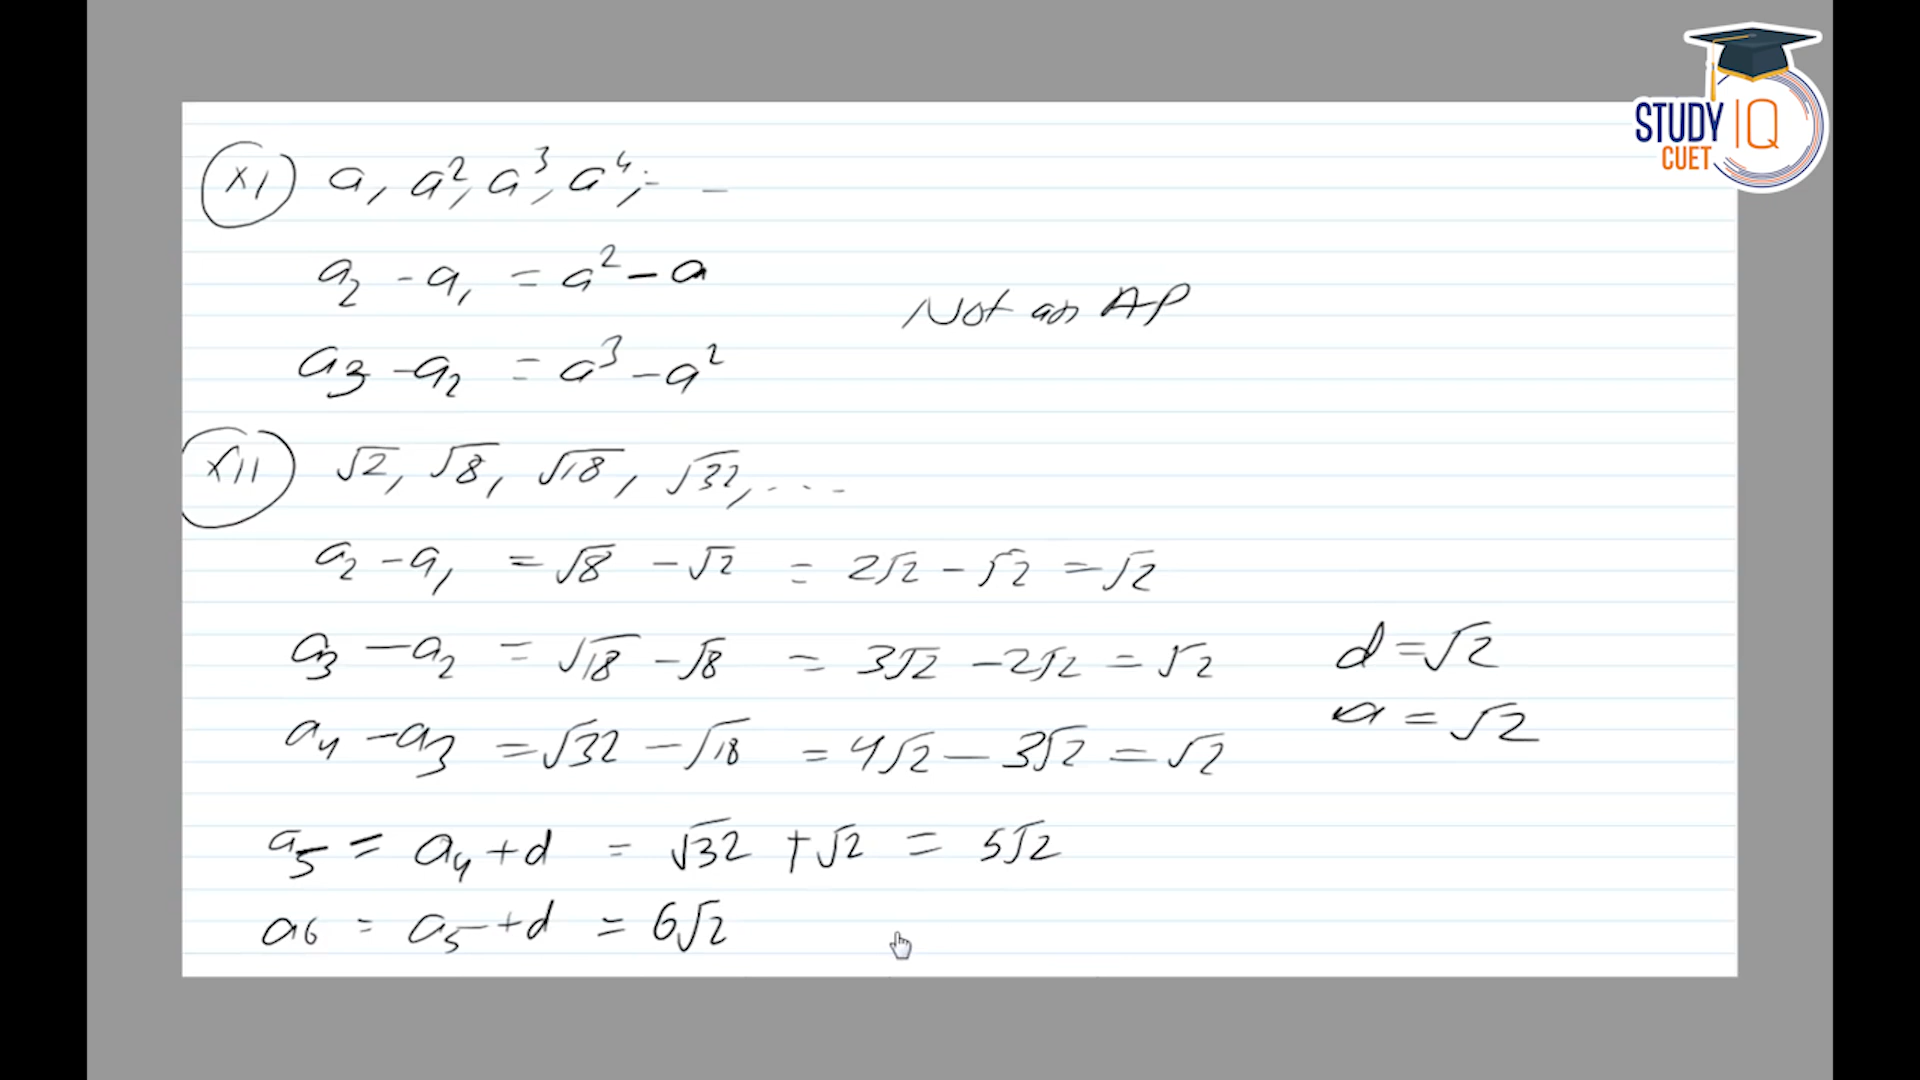 STUDY IQ
CUET
XI) a, a², a³, a⁴, - -
a₂ - a₁ = a² - a
Not an AP
a₃ - a₂ = a³ - a²
XII √2, √8, √18, √32, ....
a₂ - a₁ = √8 - √2 = 2√2 - √2 = √2
a₃ - a₂ = √18 - √8 = 3√2 - 2√2 = √2
d = √2
a = √2
a₄ - a₃ = √32 - √18 = 4√2 - 3√2 = √2
a₅ = a₄ + d = √32 + √2 = 5√2
a₆ = a₅ + d = 6√2